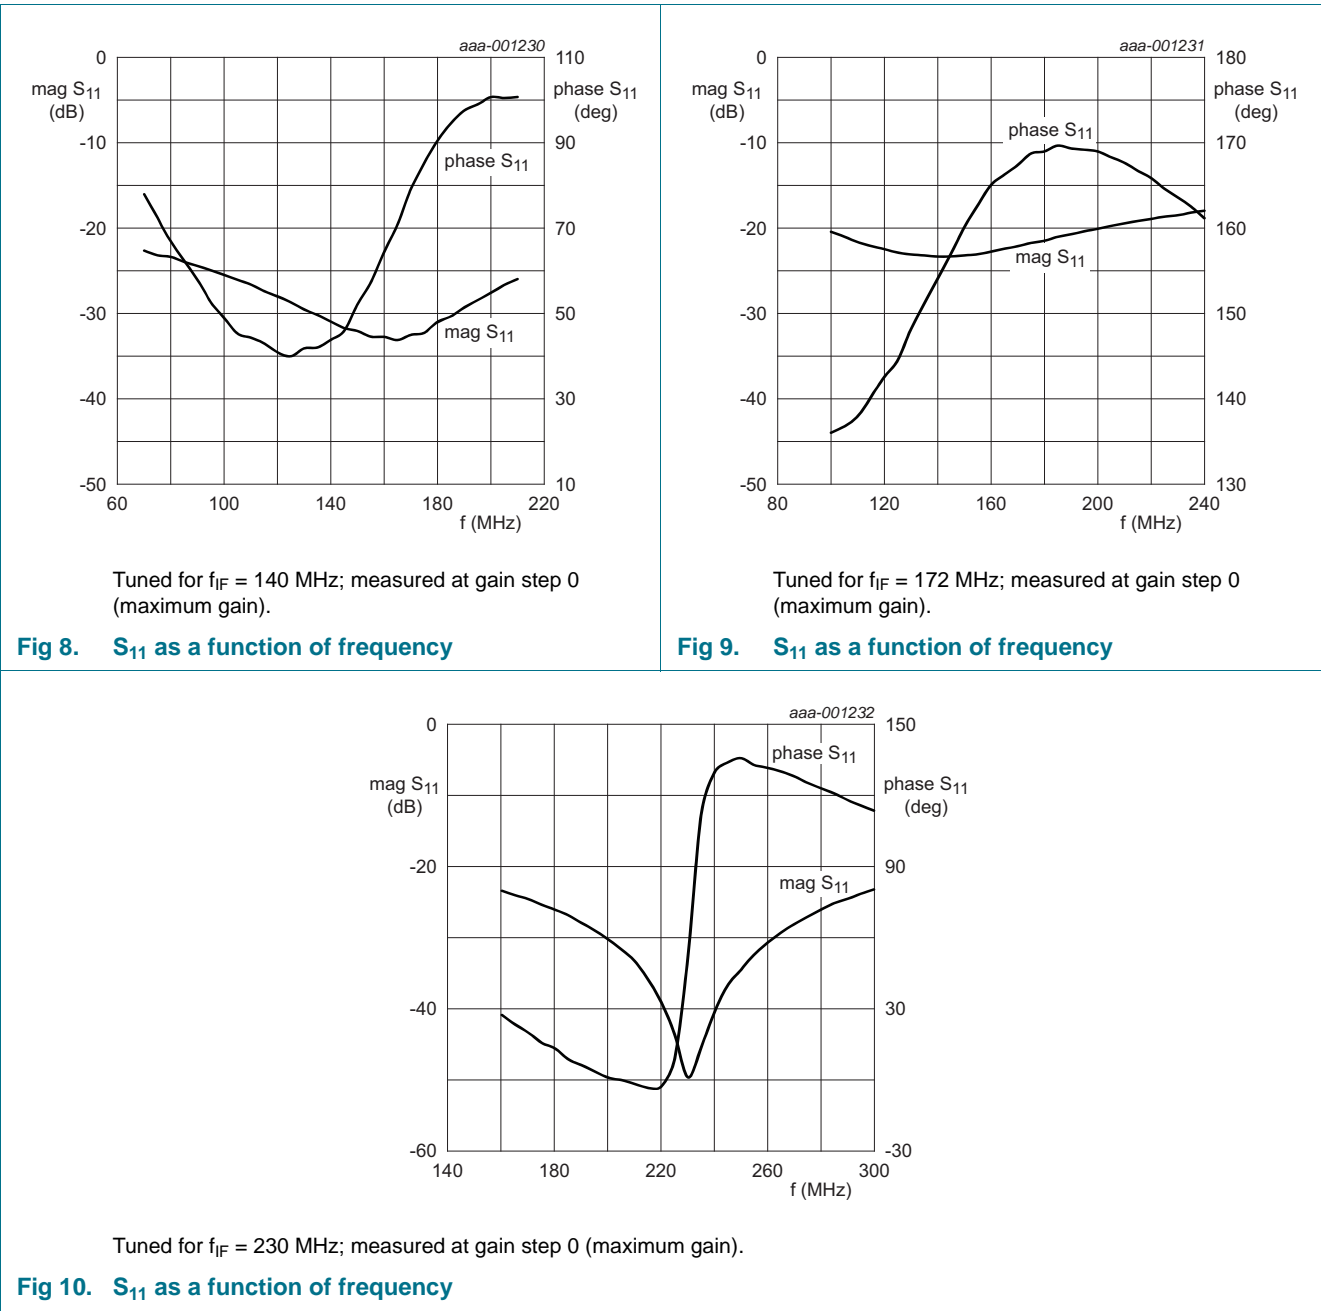 aaa-001230
0
110
mag S11
(dB)
phase S11
(deg)
-10
90
phase S11
-20
70
-30
50
mag S11
-40
30
-50
10
60
100
140
180
220
f (MHz)
Tuned for fIF = 140 MHz; measured at gain step 0
(maximum gain).
Fig 8. S11 as a function of frequency
aaa-001231
0
180
mag S11
(dB)
phase S11
(deg)
phase S11
-10
170
-20
160
mag S11
-30
150
-40
140
-50
130
80
120
160
200
240
f (MHz)
Tuned for fIF = 172 MHz; measured at gain step 0
(maximum gain).
Fig 9. S11 as a function of frequency
aaa-001232
0
150
phase S11
mag S11
(dB)
phase S11
(deg)
-20
90
mag S11
-40
30
-60
-30
140
180
220
260
300
f (MHz)
Tuned for fIF = 230 MHz; measured at gain step 0 (maximum gain).
Fig 10. S11 as a function of frequency